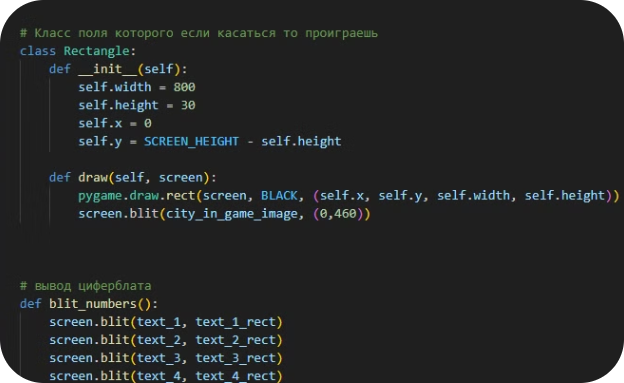 # Класс поля которого если касаться то проиграешь
class Rectangle:
    def __init__(self):
        self.width = 800
        self.height = 30
        self.x = 0
        self.y = SCREEN_HEIGHT - self.height
    def draw(self, screen):
        pygame.draw.rect(screen, BLACK, (self.x, self.y, self.width, self.height))
        screen.blit(city_in_game_image, (0,460))
# вывод циферблата
def blit_numbers():
    screen.blit(text_1, text_1_rect)
    screen.blit(text_2, text_2_rect)
    screen.blit(text_3, text_3_rect)
    screen.blit(text_4, text_4_rect)